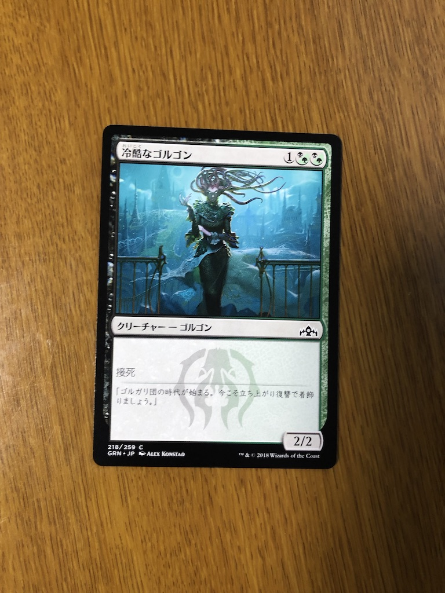 冷酷なゴルゴン 1
クリーチャー — ゴルゴン
接死
「ゴルガリ団の時代が始まる。今こそ立ち上がり復讐で着飾
りましょう。」
2/2
218/259 C
GRN • JP Alex Konstad
™ & © 2018 Wizards of the Coast